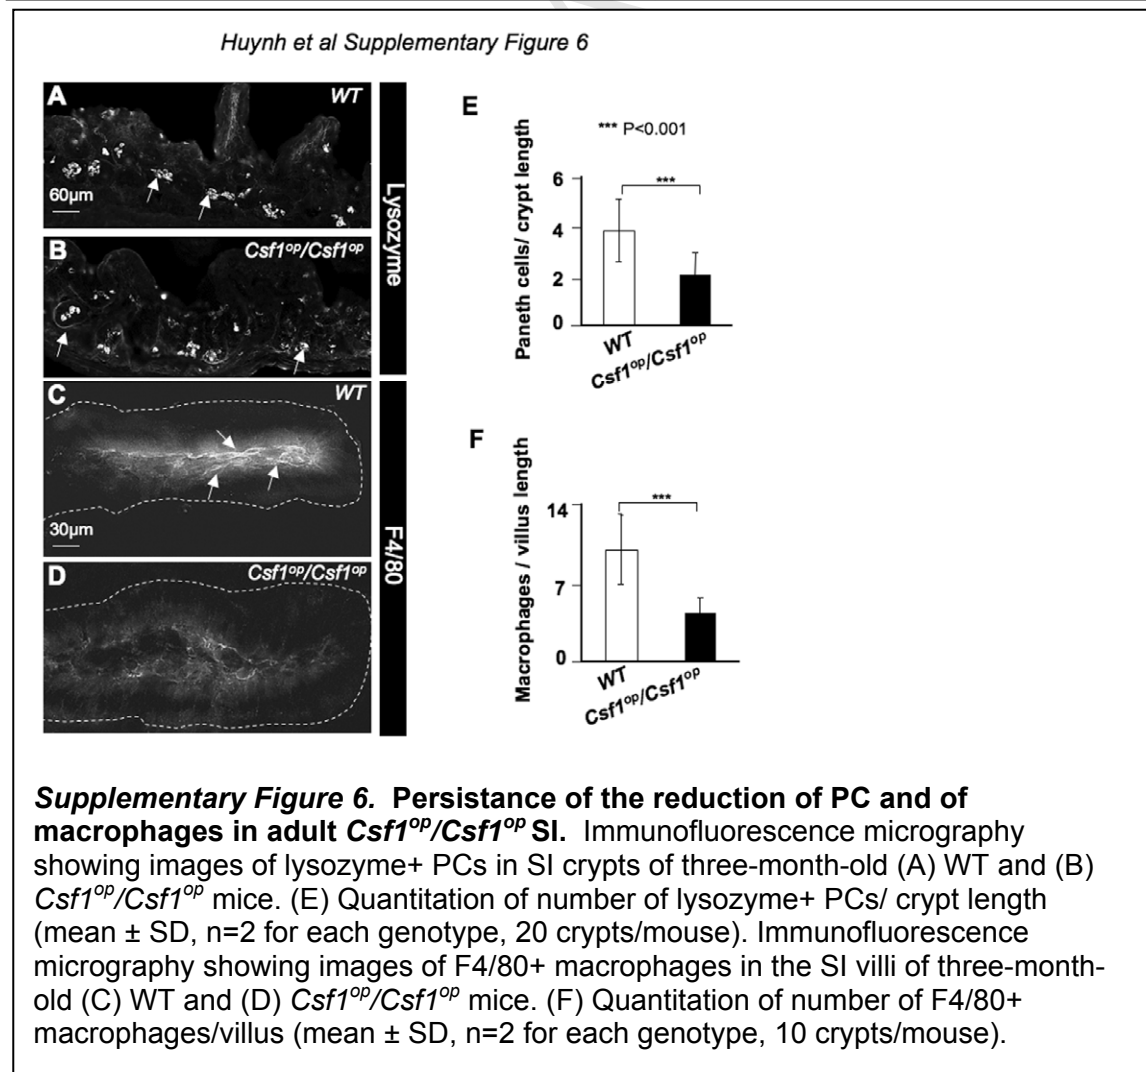 Huynh et al Supplementary Figure 6
A
WT
60µm
B
Csf1op/Csf1op
Lysozyme
C
WT
30µm
D
Csf1op/Csf1op
F4/80
E
*** P<0.001
Paneth cells/ crypt length
6
4
2
0
***
WT
Csf1op/Csf1op
F
Macrophages / villus length
14
7
0
***
WT
Csf1op/Csf1op
Supplementary Figure 6. Persistance of the reduction of PC and of
macrophages in adult Csf1op/Csf1op SI. Immunofluorescence micrography
showing images of lysozyme+ PCs in SI crypts of three-month-old (A) WT and (B)
Csf1op/Csf1op mice. (E) Quantitation of number of lysozyme+ PCs/ crypt length
(mean ± SD, n=2 for each genotype, 20 crypts/mouse). Immunofluorescence
micrography showing images of F4/80+ macrophages in the SI villi of three-month-
old (C) WT and (D) Csf1op/Csf1op mice. (F) Quantitation of number of F4/80+
macrophages/villus (mean ± SD, n=2 for each genotype, 10 crypts/mouse).